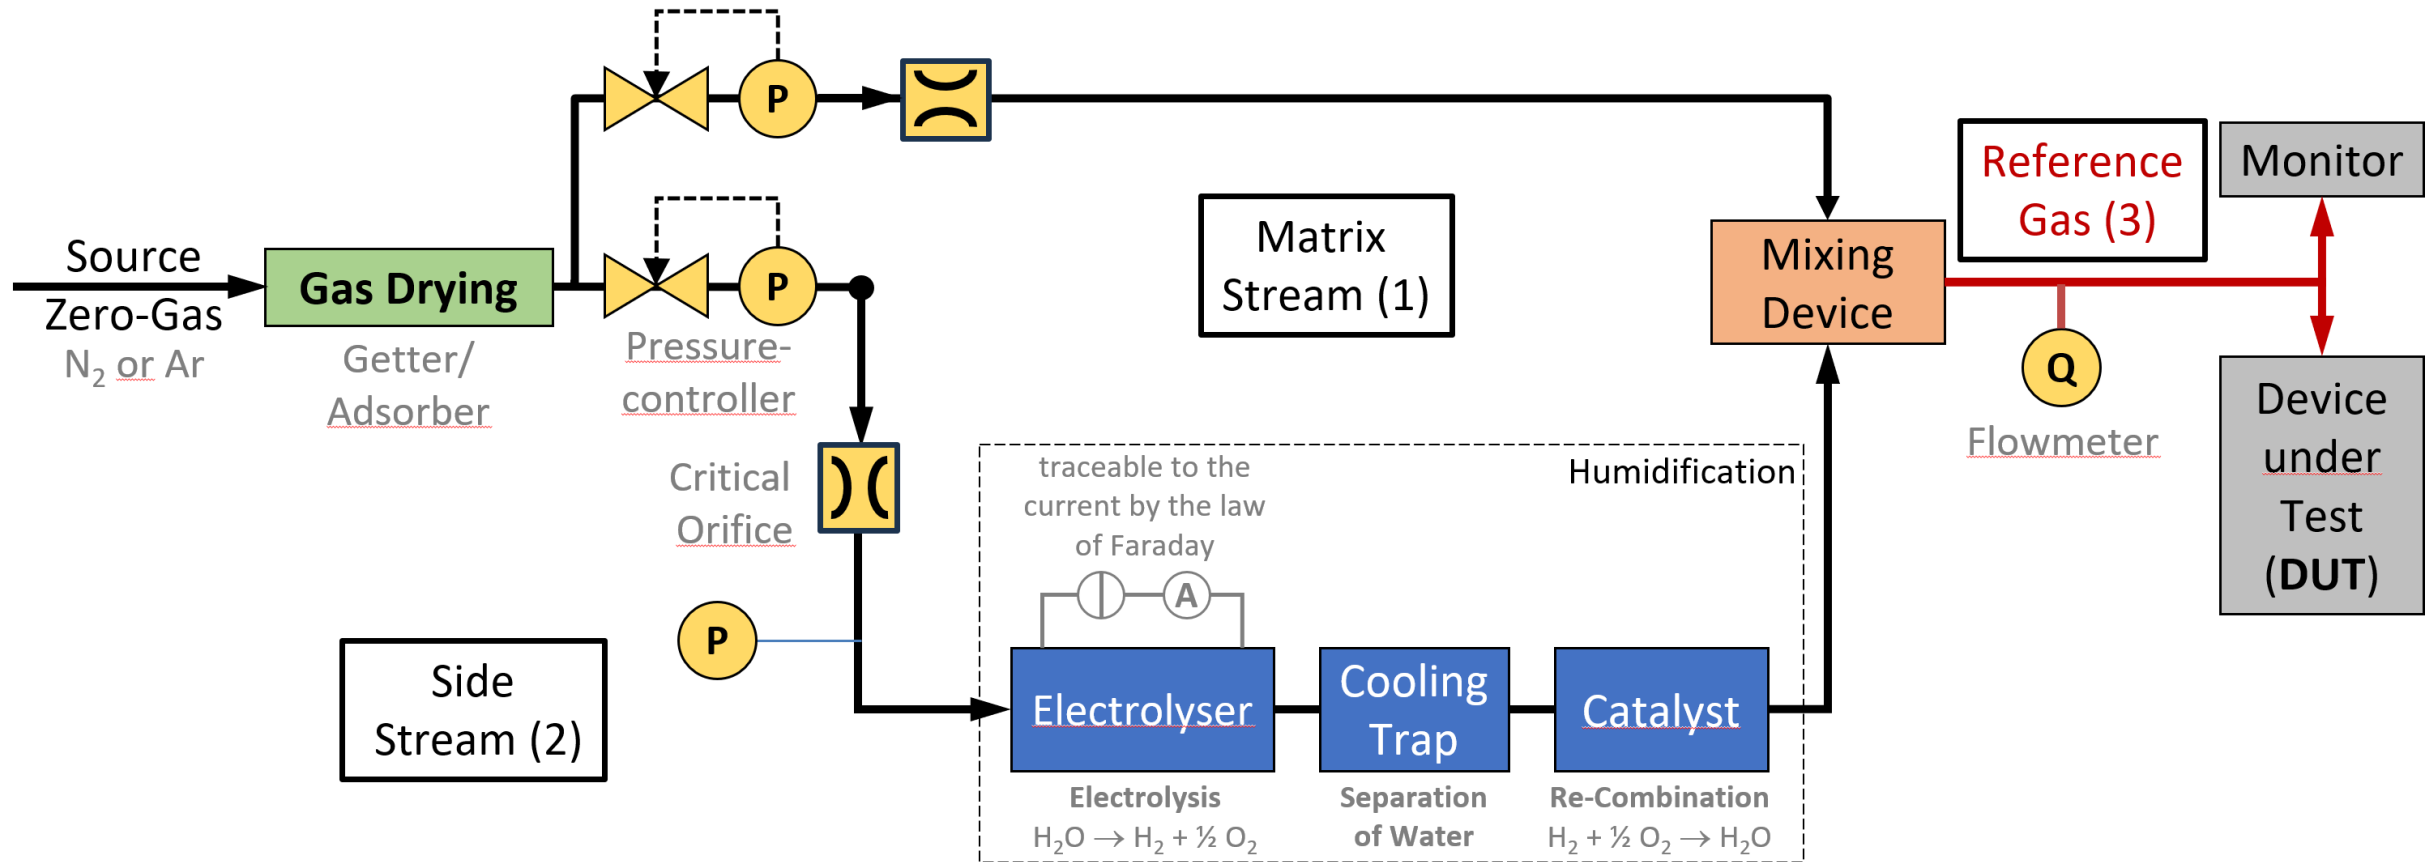 P
Source
Zero-Gas
N₂ or Ar
Gas Drying
Getter/
Adsorber
P
Pressure-
controller
Critical
Orifice
P
Side
Stream (2)
Matrix
Stream (1)
Humidification
traceable to the
current by the law
of Faraday
A
Electrolyser
Electrolysis
H₂O → H₂ + ½ O₂
Cooling
Trap
Separation
of Water
Catalyst
Re-Combination
H₂ + ½ O₂ → H₂O
Mixing
Device
Reference
Gas (3)
Q
Flowmeter
Monitor
Device
under
Test
(DUT)